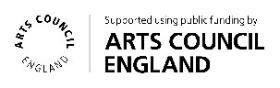 ARTS COUNCIL
ENGLAND
Supported using public funding by
ARTS COUNCIL
ENGLAND